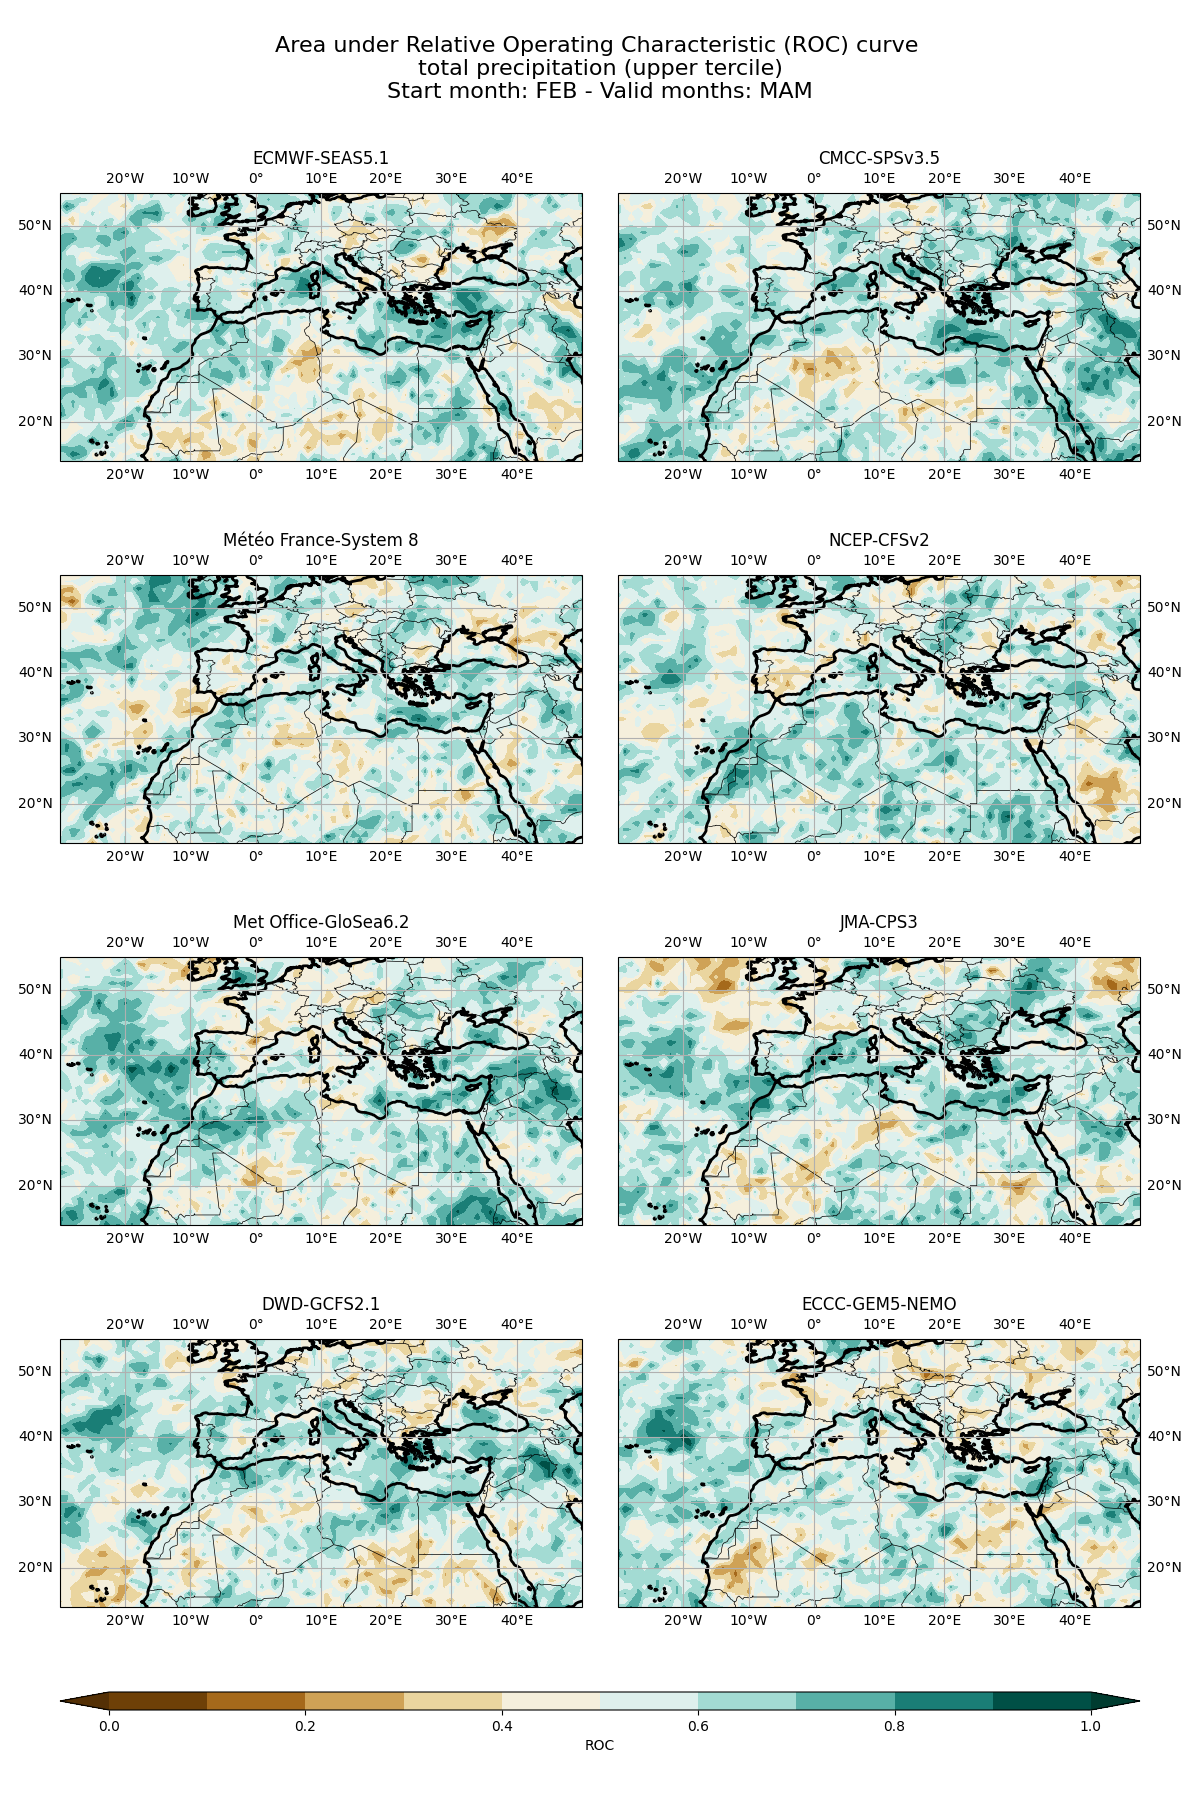 Area under Relative Operating Characteristic (ROC) curve
total precipitation (upper tercile)
Start month: FEB - Valid months: MAM
ECMWF-SEAS5.1
20°W 10°W 0° 10°E 20°E 30°E 40°E
50°N
40°N
30°N
20°N
20°W 10°W 0° 10°E 20°E 30°E 40°E
CMCC-SPSv3.5
20°W 10°W 0° 10°E 20°E 30°E 40°E
50°N
40°N
30°N
20°N
20°W 10°W 0° 10°E 20°E 30°E 40°E
Météo France-System 8
20°W 10°W 0° 10°E 20°E 30°E 40°E
50°N
40°N
30°N
20°N
20°W 10°W 0° 10°E 20°E 30°E 40°E
NCEP-CFSv2
20°W 10°W 0° 10°E 20°E 30°E 40°E
50°N
40°N
30°N
20°N
20°W 10°W 0° 10°E 20°E 30°E 40°E
Met Office-GloSea6.2
20°W 10°W 0° 10°E 20°E 30°E 40°E
50°N
40°N
30°N
20°N
20°W 10°W 0° 10°E 20°E 30°E 40°E
JMA-CPS3
20°W 10°W 0° 10°E 20°E 30°E 40°E
50°N
40°N
30°N
20°N
20°W 10°W 0° 10°E 20°E 30°E 40°E
DWD-GCFS2.1
20°W 10°W 0° 10°E 20°E 30°E 40°E
50°N
40°N
30°N
20°N
20°W 10°W 0° 10°E 20°E 30°E 40°E
ECCC-GEM5-NEMO
20°W 10°W 0° 10°E 20°E 30°E 40°E
50°N
40°N
30°N
20°N
20°W 10°W 0° 10°E 20°E 30°E 40°E
0.0 0.2 0.4 0.6 0.8 1.0
ROC